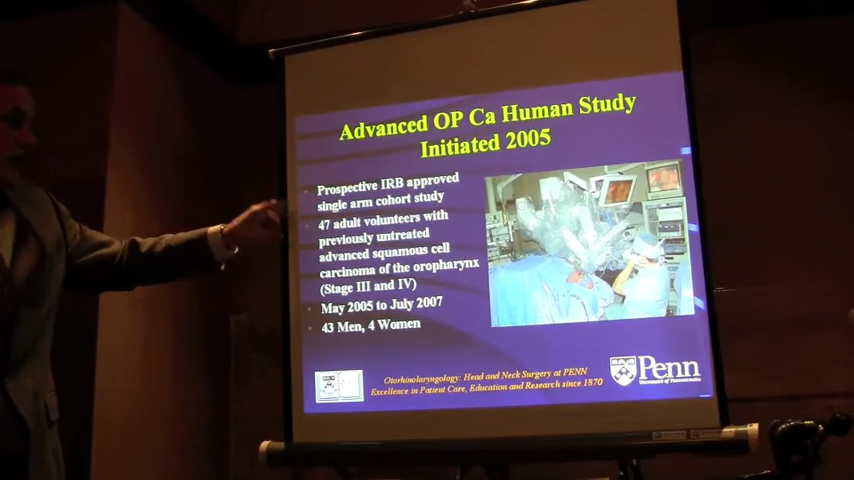 Advanced OP Ca Human Study
Initiated 2005
Prospective IRB approved
single arm cohort study
47 adult volunteers with
previously untreated
advanced squamous cell
carcinoma of the oropharynx
(Stage III and IV)
May 2005 to July 2007
43 Men, 4 Women
Otorhinolaryngology: Head and Neck Surgery at PENN
Excellence in Patient Care, Education and Research since 1870
Penn
University of Pennsylvania